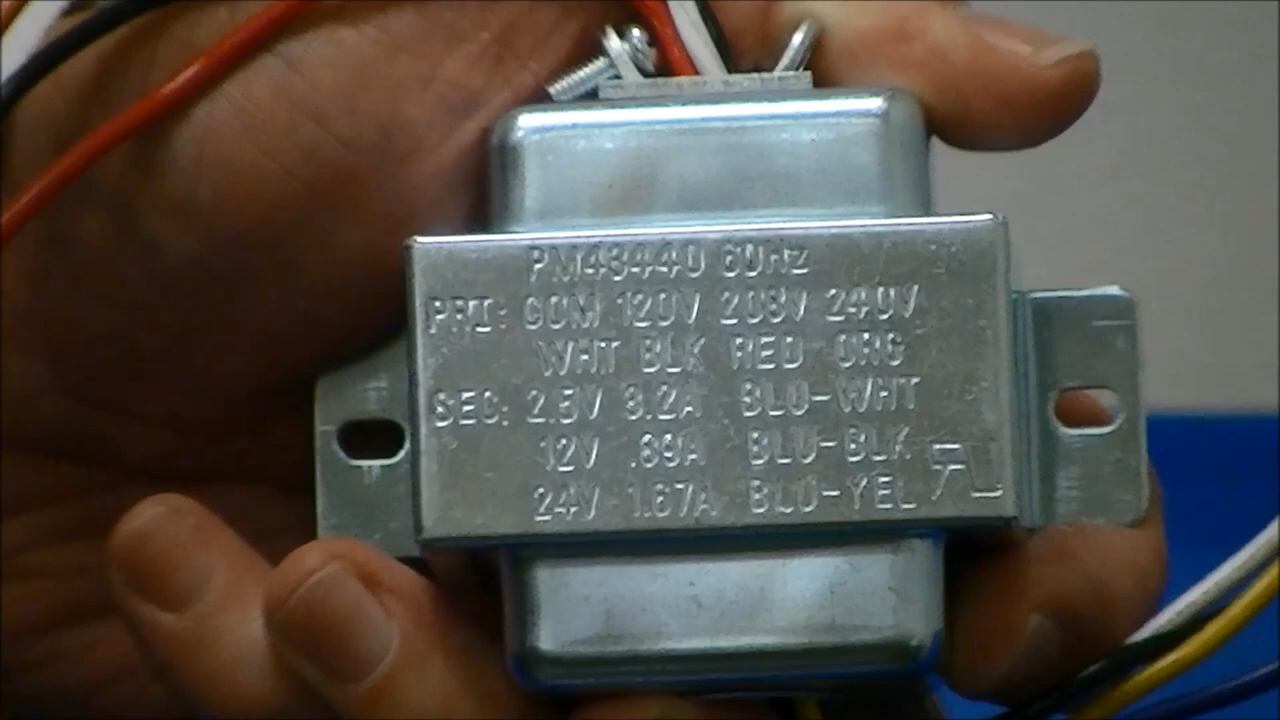 PM43440 60Hz
PRI: COM 120V 208V 240V
WHT BLK RED ORG
SEC: 2.5V 3.2A BLU-WHT
12V .89A BLU-BLK
24V 1.67A BLU-YEL